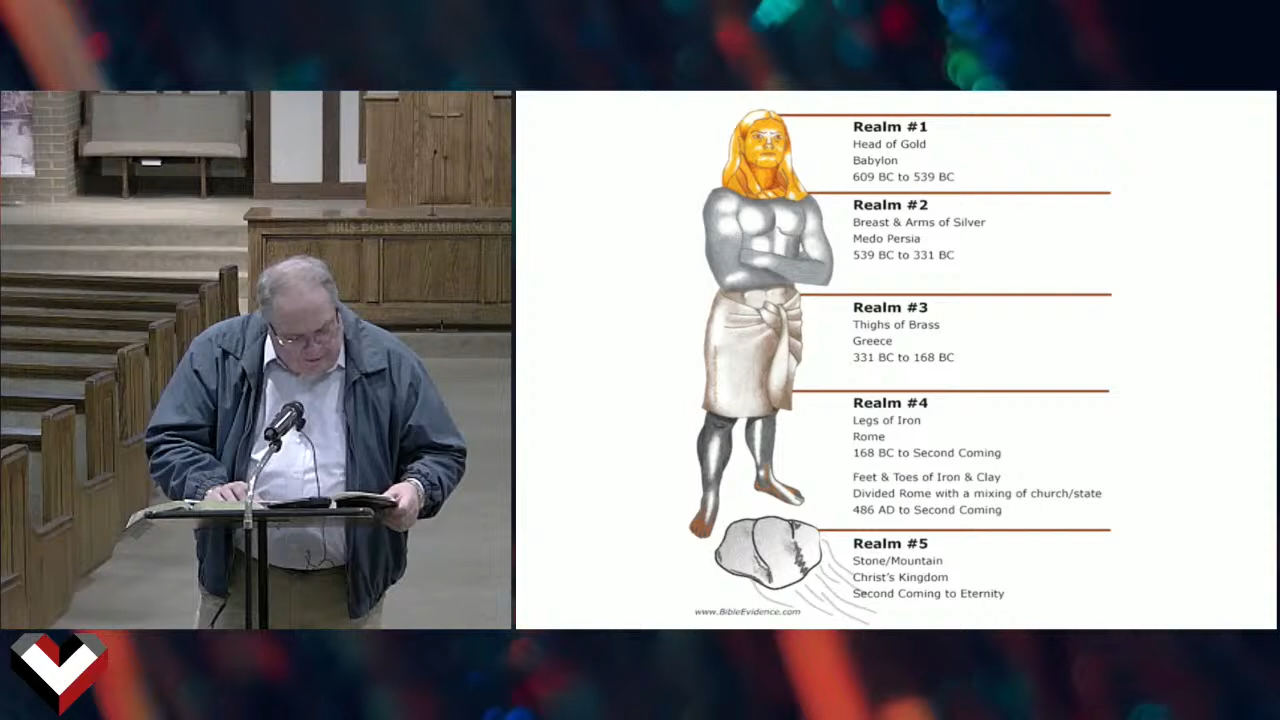 THIS DO IN REMEMBRANCE O
Realm #1
Head of Gold
Babylon
609 BC to 539 BC
Realm #2
Breast & Arms of Silver
Medo Persia
539 BC to 331 BC
Realm #3
Thighs of Brass
Greece
331 BC to 168 BC
Realm #4
Legs of Iron
Rome
168 BC to Second Coming
Feet & Toes of Iron & Clay
Divided Rome with a mixing of church/state
486 AD to Second Coming
Realm #5
Stone/Mountain
Christ's Kingdom
Second Coming to Eternity
www.BibleEvidence.com